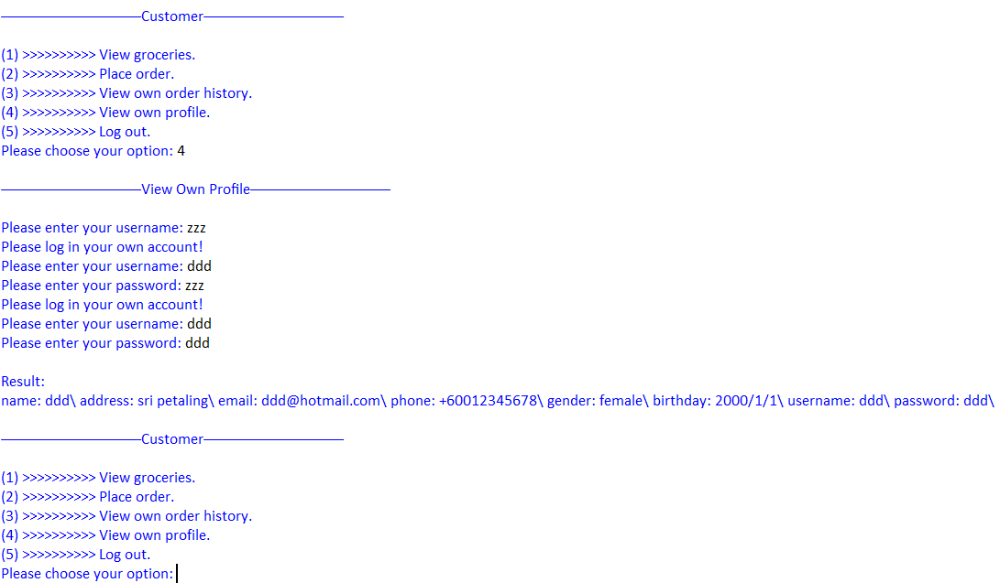 ———————————Customer———————————
(1) >>>>>>>>>> View groceries.
(2) >>>>>>>>>> Place order.
(3) >>>>>>>>>> View own order history.
(4) >>>>>>>>>> View own profile.
(5) >>>>>>>>>> Log out.
Please choose your option: 4
———————————View Own Profile———————————
Please enter your username: zzz
Please log in your own account!
Please enter your username: ddd
Please enter your password: zzz
Please log in your own account!
Please enter your username: ddd
Please enter your password: ddd
Result:
name: ddd\ address: sri petaling\ email: ddd@hotmail.com\ phone: +60012345678\ gender: female\ birthday: 2000/1/1\ username: ddd\ password: ddd\
———————————Customer———————————
(1) >>>>>>>>>> View groceries.
(2) >>>>>>>>>> Place order.
(3) >>>>>>>>>> View own order history.
(4) >>>>>>>>>> View own profile.
(5) >>>>>>>>>> Log out.
Please choose your option: